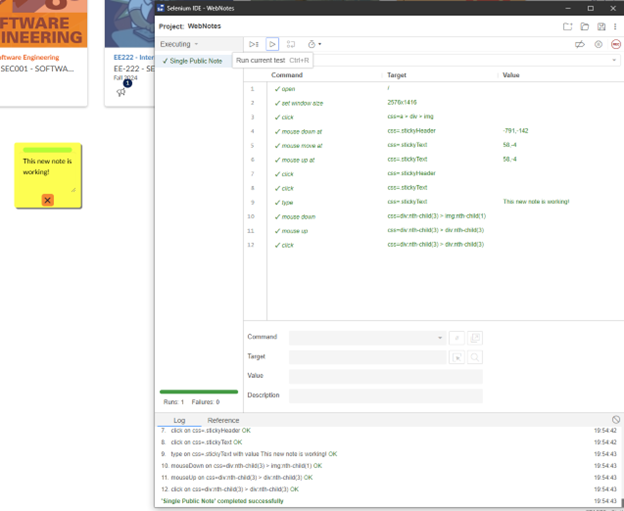 FTWARE
GINEERING
oftware Engineering
SEC001 - SOFTWA...
EE222 - Inter
EE-222 - SE
Fall 2024
1
This new note is
working!
Selenium IDE - WebNotes
Project: WebNotes
Executing
Run current test Ctrl+R
✓ Single Public Note
Command Target Value
1 ✓ open /
2 ✓ set window size 2576x1416
3 ✓ click css=a > div > img
4 ✓ mouse down at css=.stickyHeader -791,-142
5 ✓ mouse move at css=.stickyText 58,-4
6 ✓ mouse up at css=.stickyText 58,-4
7 ✓ click css=.stickyHeader
8 ✓ click css=.stickyText
9 ✓ type css=.stickyText This new note is working!
10 ✓ mouse down css=div:nth-child(3) > img:nth-child(1)
11 ✓ mouse up css=div:nth-child(3) > div:nth-child(3)
12 ✓ click css=div:nth-child(3) > div:nth-child(3)
Command
//
Target
Value
Description
Runs: 1 Failures: 0
Log Reference
7. click on css=.stickyHeader OK 19:54:42
8. click on css=.stickyText OK 19:54:42
9. type on css=.stickyText with value This new note is working! OK 19:54:43
10. mouseDown on css=div:nth-child(3) > img:nth-child(1) OK 19:54:43
11. mouseUp on css=div:nth-child(3) > div:nth-child(3) OK 19:54:43
12. click on css=div:nth-child(3) > div:nth-child(3) OK 19:54:43
'Single Public Note' completed successfully 19:54:43